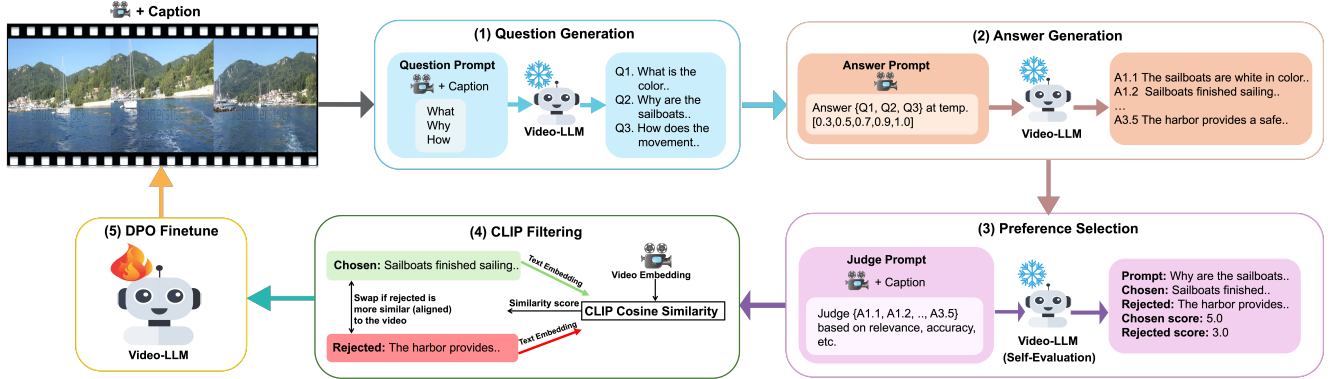 + Caption
(1) Question Generation
Question Prompt
+ Caption
What
Why
How
Video-LLM
Q1. What is the
color..
Q2. Why are the
sailboats..
Q3. How does the
movement..
(2) Answer Generation
Answer Prompt
Answer {Q1, Q2, Q3} at temp.
[0.3,0.5,0.7,0.9,1.0]
Video-LLM
A1.1 The sailboats are white in color..
A1.2 Sailboats finished sailing..
...
A3.5 The harbor provides a safe..
(3) Preference Selection
Judge Prompt
+ Caption
Judge {A1.1, A1.2, .., A3.5}
based on relevance, accuracy,
etc.
Video-LLM
(Self-Evaluation)
Prompt: Why are the sailboats..
Chosen: Sailboats finished..
Rejected: The harbor provides..
Chosen score: 5.0
Rejected score: 3.0
(4) CLIP Filtering
Chosen: Sailboats finished sailing..
Text Embedding
Video Embedding
Swap if rejected is
more similar (aligned)
to the video
Similarity score
CLIP Cosine Similarity
Text Embedding
Rejected: The harbor provides..
(5) DPO Finetune
Video-LLM